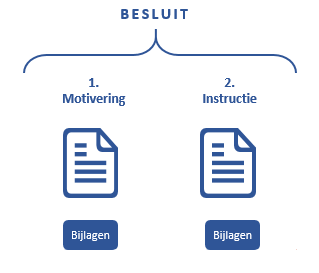 BESLUIT
1.
Motivering
2.
Instructie
Bijlagen
Bijlagen